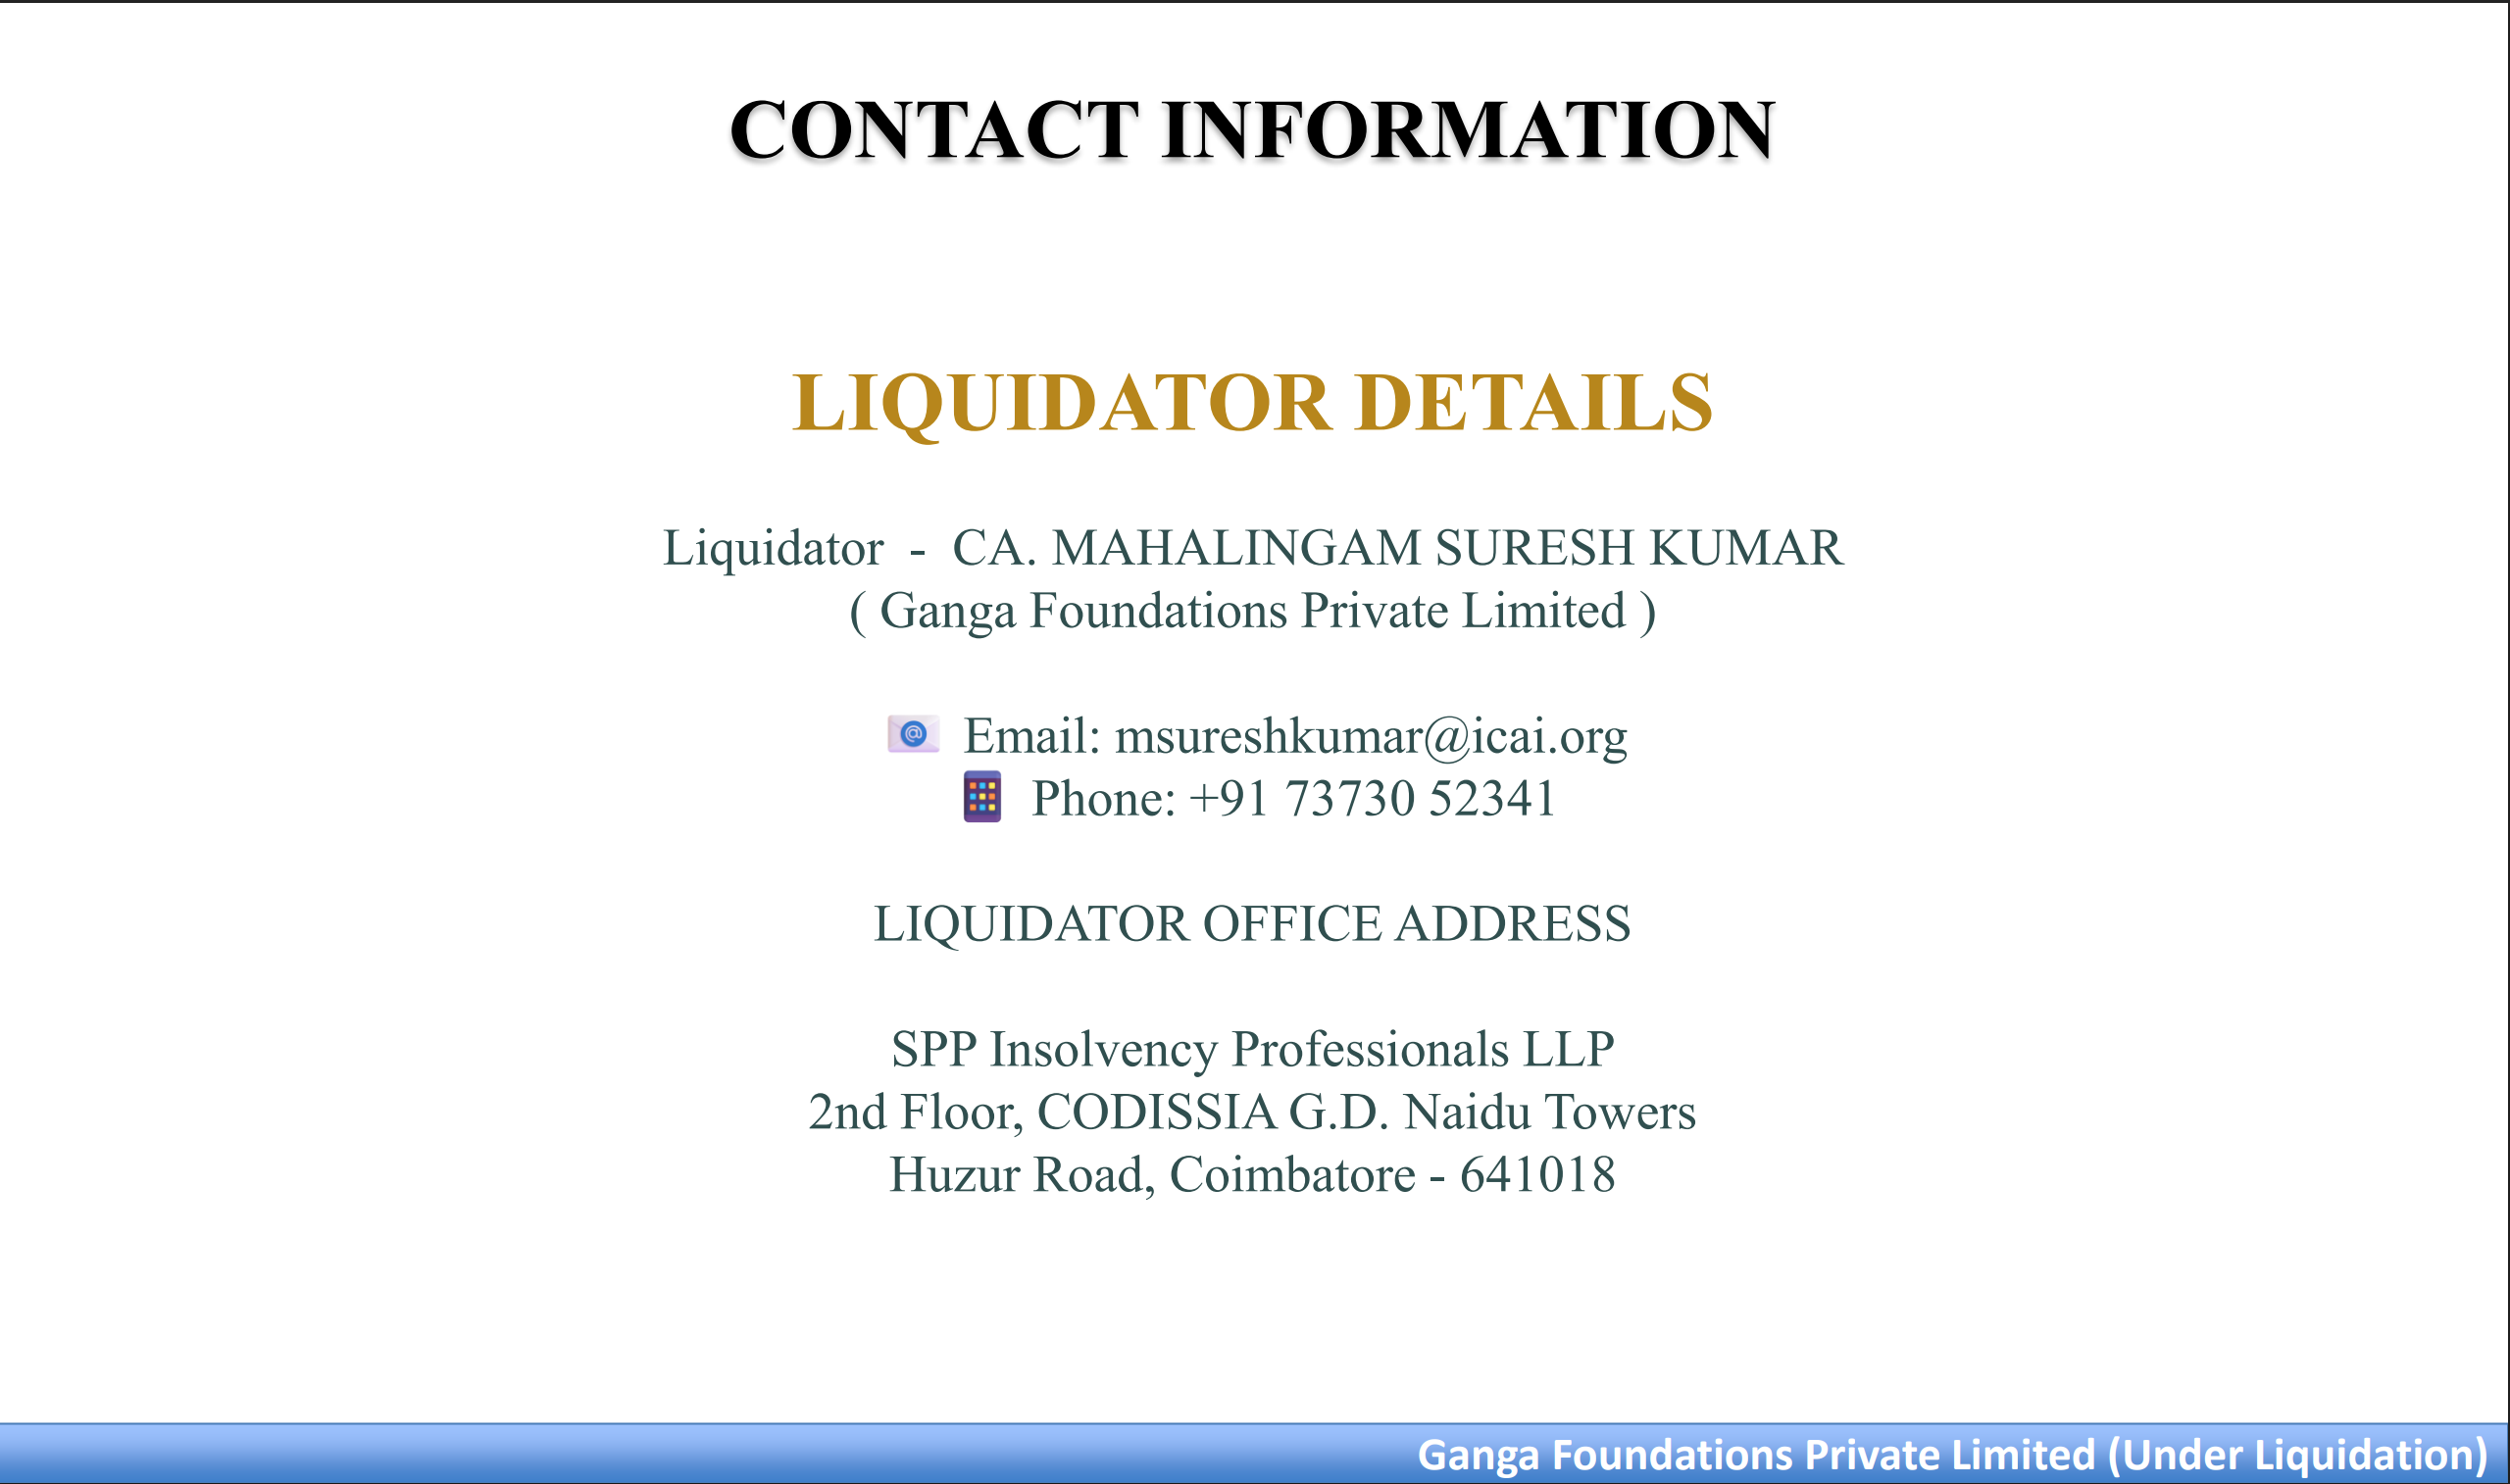 CONTACT INFORMATION
LIQUIDATOR DETAILS
Liquidator - CA. MAHALINGAM SURESH KUMAR
( Ganga Foundations Private Limited )
Email: msureshkumar@icai.org
Phone: +91 73730 52341
LIQUIDATOR OFFICE ADDRESS
SPP Insolvency Professionals LLP
2nd Floor, CODISSIA G.D. Naidu Towers
Huzur Road, Coimbatore - 641018
Ganga Foundations Private Limited (Under Liquidation)